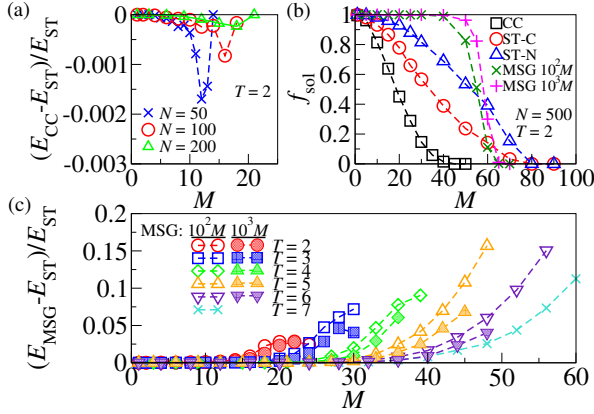 (a)
(E_CC-E_ST)/E_ST
0
-0.001
-0.002
-0.003
N = 50
N = 100
N = 200
T = 2
0 10 20
M
(b)
f_sol
1
0.8
0.6
0.4
0.2
0
CC
ST-C
ST-N
MSG 10²M
MSG 10³M
N = 500
T = 2
0 20 40 60 80 100
M
(c)
(E_MSG-E_ST)/E_ST
0.2
0.15
0.1
0.05
0
MSG: 10²M 10³M
T = 2
T = 3
T = 4
T = 5
T = 6
T = 7
0 10 20 30 40 50 60
M